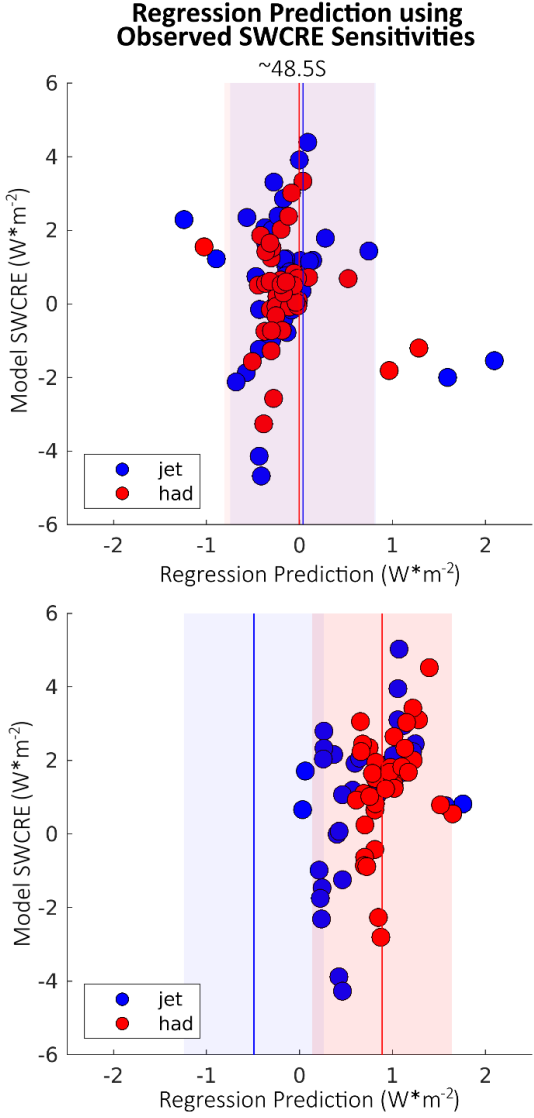 Regression Prediction using
Observed SWCRE Sensitivities
~48.5S
6
4
2
0
-2
-4
-6
Model SWCRE (W*m-2)
jet
had
-2
-1
0
1
2
Regression Prediction (W*m-2)
6
4
2
0
-2
-4
-6
Model SWCRE (W*m-2)
jet
had
-2
-1
0
1
2
Regression Prediction (W*m-2)